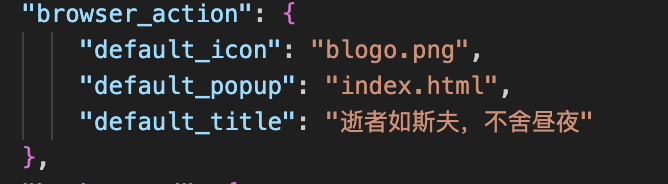 "browser_action": {
"default_icon": "blogo.png",
"default_popup": "index.html",
"default_title": "逝者如斯夫，不舍昼夜"
},